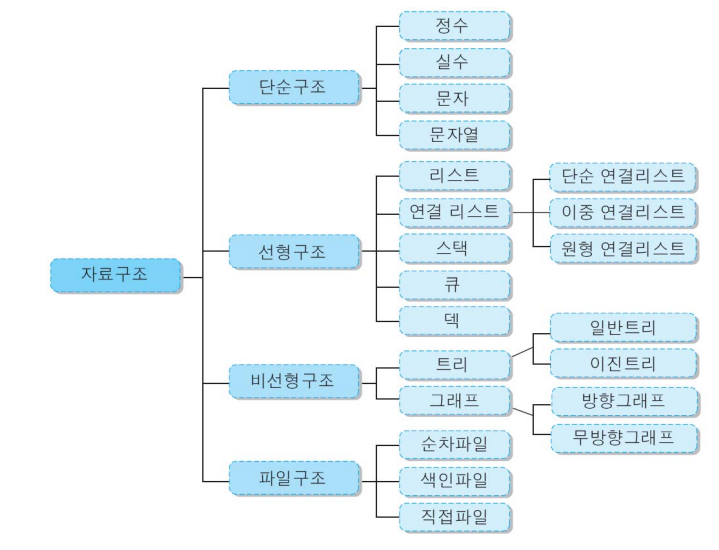 자료구조
단순구조
정수
실수
문자
문자열
선형구조
리스트
연결 리스트
단순 연결리스트
이중 연결리스트
원형 연결리스트
스택
큐
덱
비선형구조
트리
일반트리
이진트리
그래프
방향그래프
무방향그래프
파일구조
순차파일
색인파일
직접파일